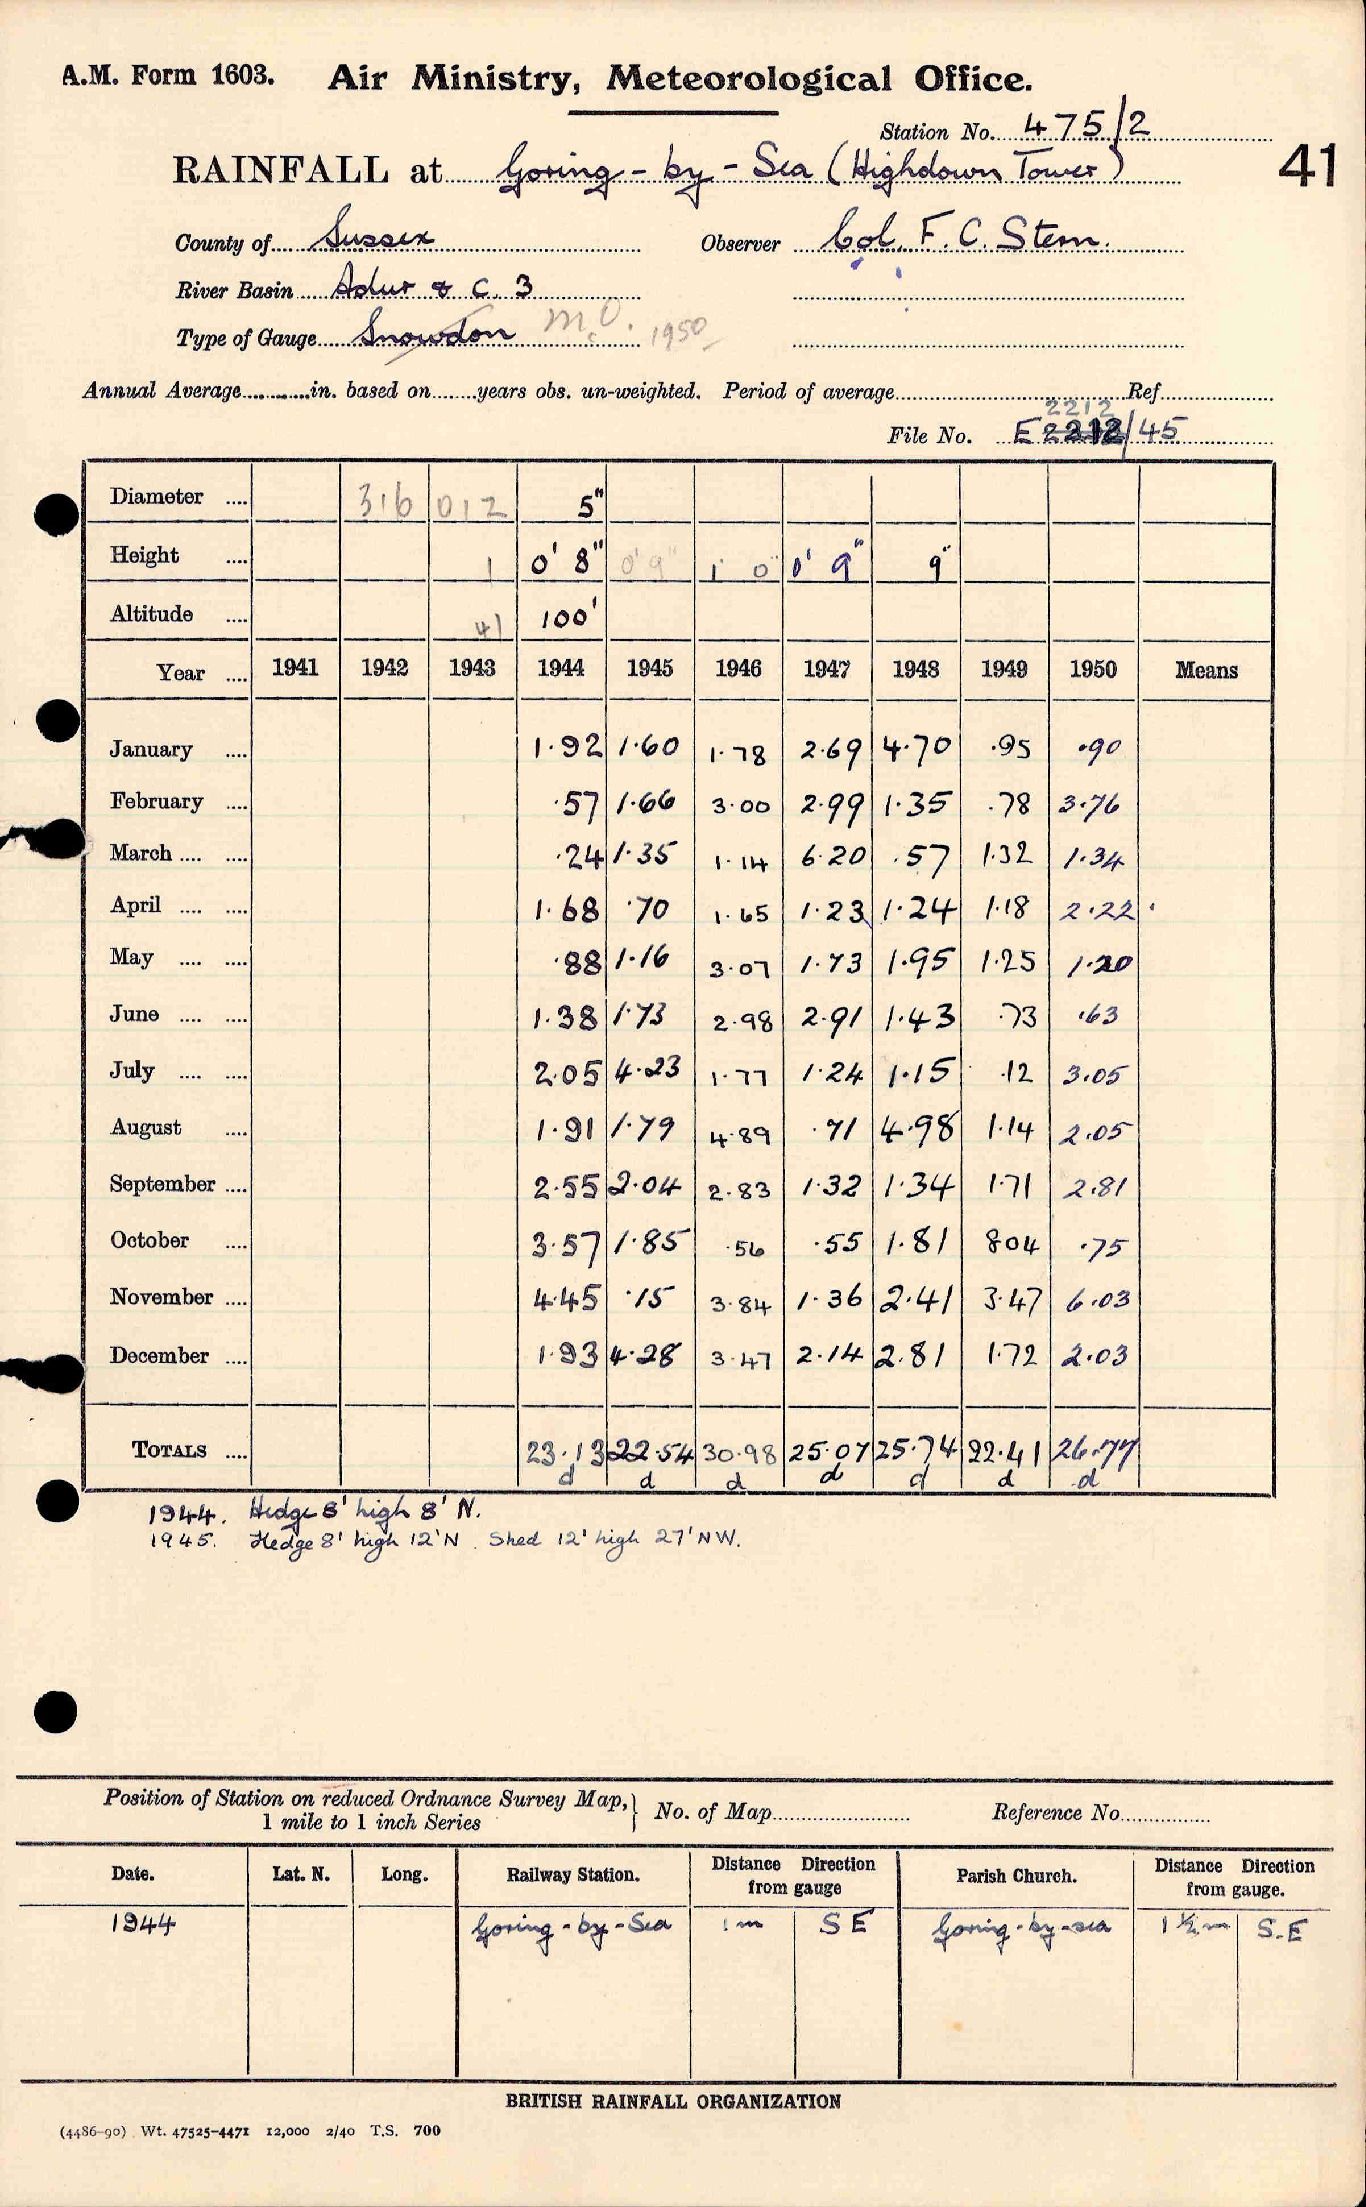 A.M. Form 1603. Air Ministry, Meteorological Office.
Station No. 475/2
RAINFALL at Goring-by-Sea (Highdown Tower) 41
County of Sussex Observer Col. F. C. Stern.
River Basin Adur & C. 3
Type of Gauge Snowdon M.O. 1950
Annual Average in. based on years obs. un-weighted. Period of average Ref.
2212
File No. E 2212/45
Diameter 316 012 5"
Height 1 0' 8" 0' 9" 1' 0" 0' 9" 9"
Altitude 41 100'
Year 1941 1942 1943 1944 1945 1946 1947 1948 1949 1950 Means
January 1.92 1.60 1.78 2.69 4.70 .95 .90
February .57 1.66 3.00 2.99 1.35 .78 3.76
March .24 1.35 1.14 6.20 .57 1.32 1.34
April 1.68 .70 1.65 1.23 1.24 1.18 2.22
May .88 1.16 3.07 1.73 1.95 1.25 1.20
June 1.38 1.73 2.98 2.91 1.43 .73 .63
July 2.05 4.23 1.77 1.24 1.15 .12 3.05
August 1.91 1.79 4.89 .71 4.98 1.14 2.05
September 2.55 2.04 2.83 1.32 1.34 1.71 2.81
October 3.57 1.85 .56 .55 1.81 8.04 .75
November 4.45 .15 3.84 1.36 2.41 3.47 6.03
December 1.93 4.28 3.47 2.14 2.81 1.72 2.03
TOTALS 23.13 22.54 30.98 25.07 25.74 22.41 26.77
d d d d d d d
1944. Hedge 8' high 8' N.
1945. Hedge 8' high 12' N. Shed 12' high 27' NW.
Position of Station on reduced Ordnance Survey Map, 1 mile to 1 inch Series } No. of Map Reference No.
Date. Lat. N. Long. Railway Station. Distance Direction from gauge Parish Church. Distance Direction from gauge.
1944 Goring-by-Sea 1m SE Goring-by-sea 1½m S.E
BRITISH RAINFALL ORGANIZATION
(4486-90) Wt. 47525-4471 12,000 2/40 T.S. 700